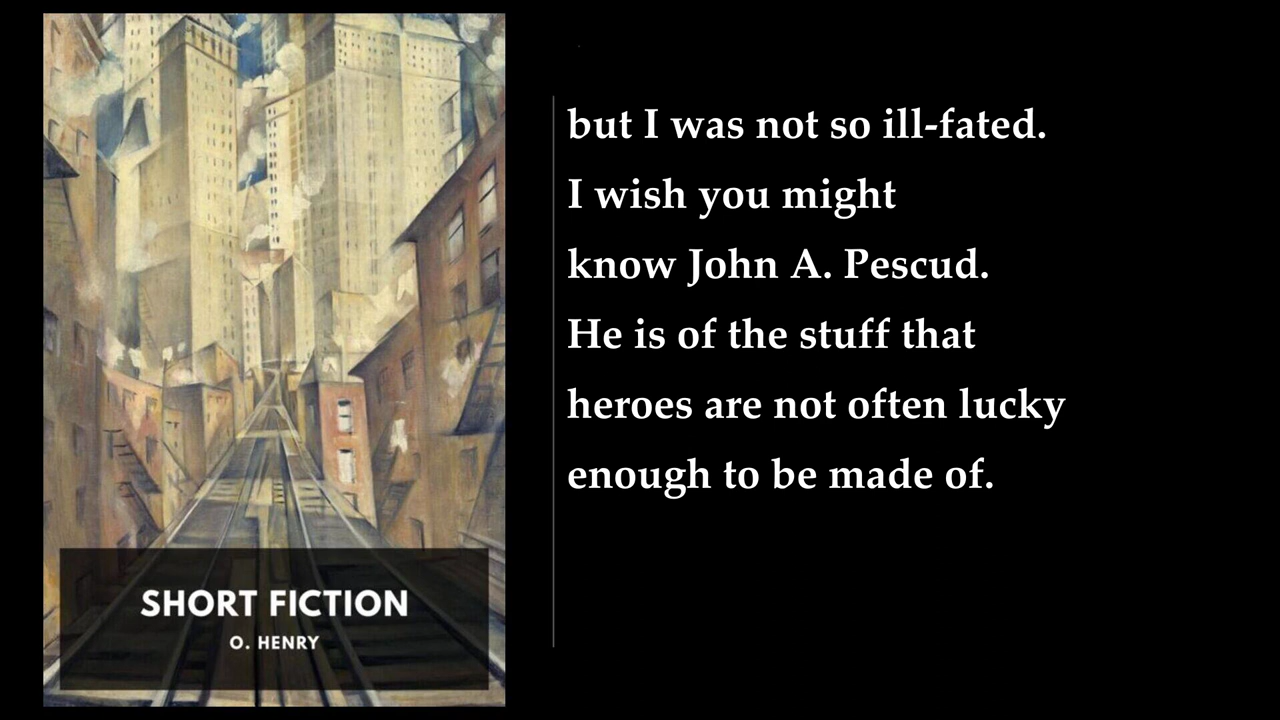 but I was not so ill-fated.
I wish you might
know John A. Pescud.
He is of the stuff that
heroes are not often lucky
enough to be made of.
SHORT FICTION
O. HENRY